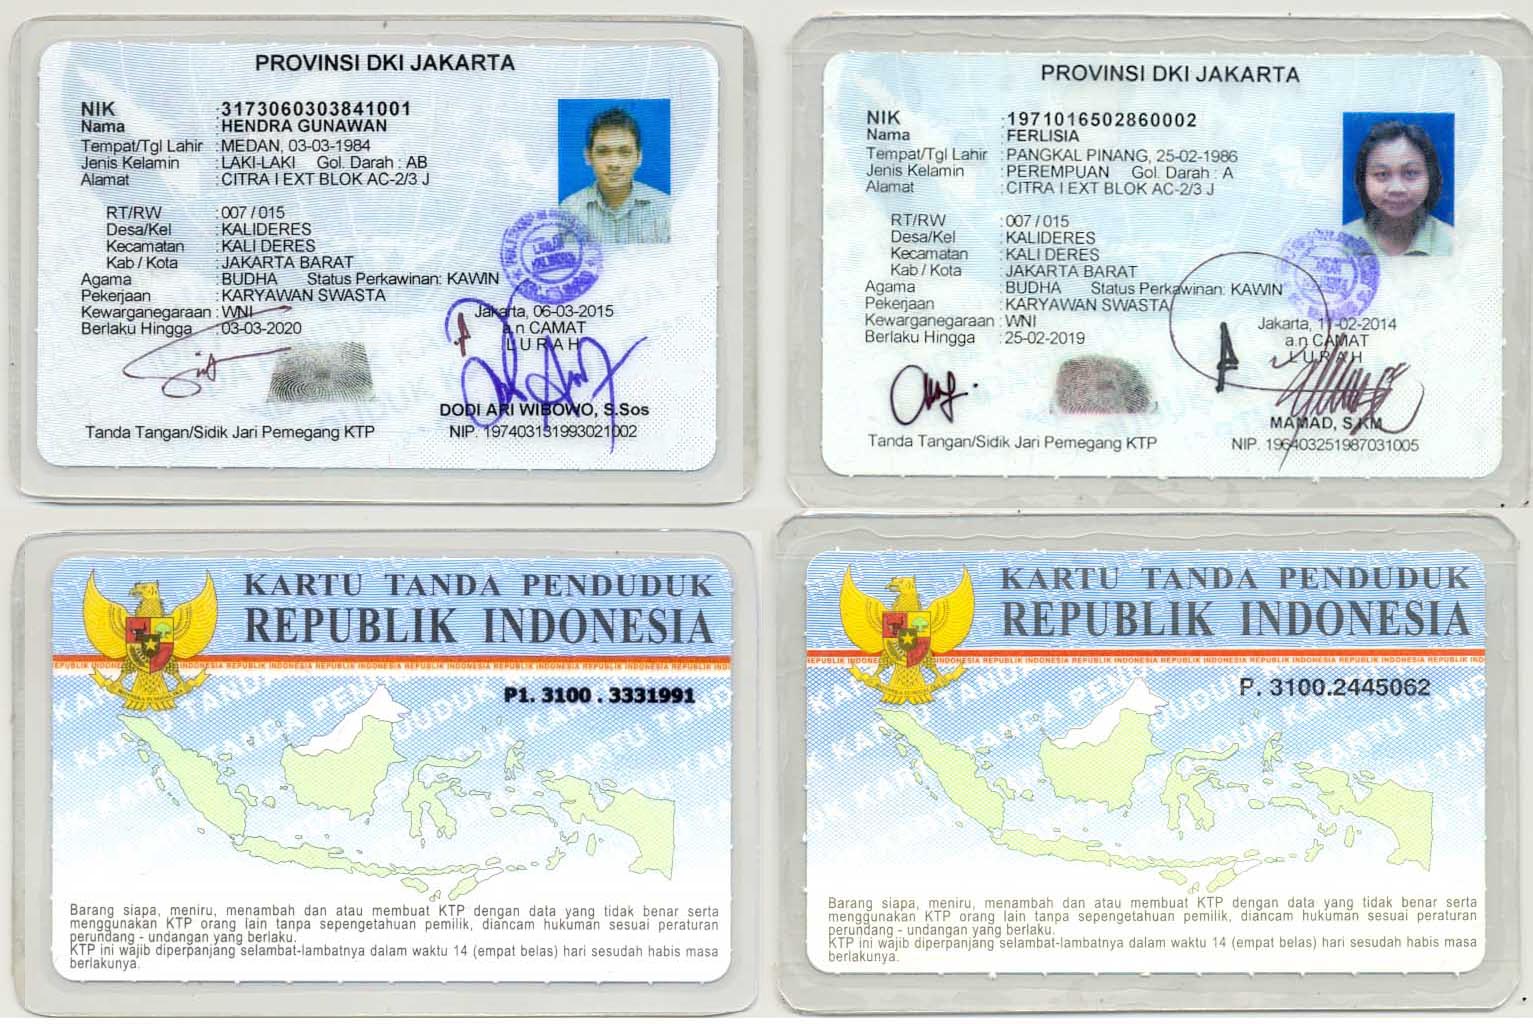 PROVINSI DKI JAKARTA
NIK : 3173060303841001
Nama : HENDRA GUNAWAN
Tempat/Tgl Lahir : MEDAN, 03-03-1984
Jenis Kelamin : LAKI-LAKI Gol. Darah : AB
Alamat : CITRA I EXT BLOK AC-2/3 J
RT/RW : 007 / 015
Desa/Kel : KALIDERES
Kecamatan : KALI DERES
Kab / Kota : JAKARTA BARAT
Agama : BUDHA Status Perkawinan: KAWIN
Pekerjaan : KARYAWAN SWASTA
Kewarganegaraan : WNI
Berlaku Hingga : 03-03-2020
Jakarta, 06-03-2015
a.n CAMAT
LURAH
DODI ARI WIBOWO, S.Sos
NIP. 197403131993021002
Tanda Tangan/Sidik Jari Pemegang KTP
PROVINSI DKI JAKARTA
NIK : 1971016502860002
Nama : FERLISIA
Tempat/Tgl Lahir : PANGKAL PINANG, 25-02-1986
Jenis Kelamin : PEREMPUAN Gol. Darah : A
Alamat : CITRA I EXT BLOK AC-2/3 J
RT/RW : 007 / 015
Desa/Kel : KALIDERES
Kecamatan : KALI DERES
Kab / Kota : JAKARTA BARAT
Agama : BUDHA Status Perkawinan: KAWIN
Pekerjaan : KARYAWAN SWASTA
Kewarganegaraan : WNI
Berlaku Hingga : 25-02-2019
Jakarta, 11-02-2014
a.n CAMAT
LURAH
MAMAD, S.KM
NIP. 196403251987031005
Tanda Tangan/Sidik Jari Pemegang KTP
KARTU TANDA PENDUDUK
REPUBLIK INDONESIA
P1. 3100 . 3331991
Barang siapa, meniru, menambah dan atau membuat KTP dengan data yang tidak benar serta
menggunakan KTP orang lain tanpa sepengetahuan pemilik, diancam hukuman sesuai peraturan
perundang - undangan yang berlaku.
KTP ini wajib diperpanjang selambat-lambatnya dalam waktu 14 (empat belas) hari sesudah habis masa
berlakunya.
KARTU TANDA PENDUDUK
REPUBLIK INDONESIA
P. 3100.2445062
Barang siapa, meniru, menambah dan atau membuat KTP dengan data yang tidak benar serta
menggunakan KTP orang lain tanpa sepengetahuan pemilik, diancam hukuman sesuai peraturan
perundang - undangan yang berlaku.
KTP ini wajib diperpanjang selambat-lambatnya dalam waktu 14 (empat belas) hari sesudah habis masa
berlakunya.